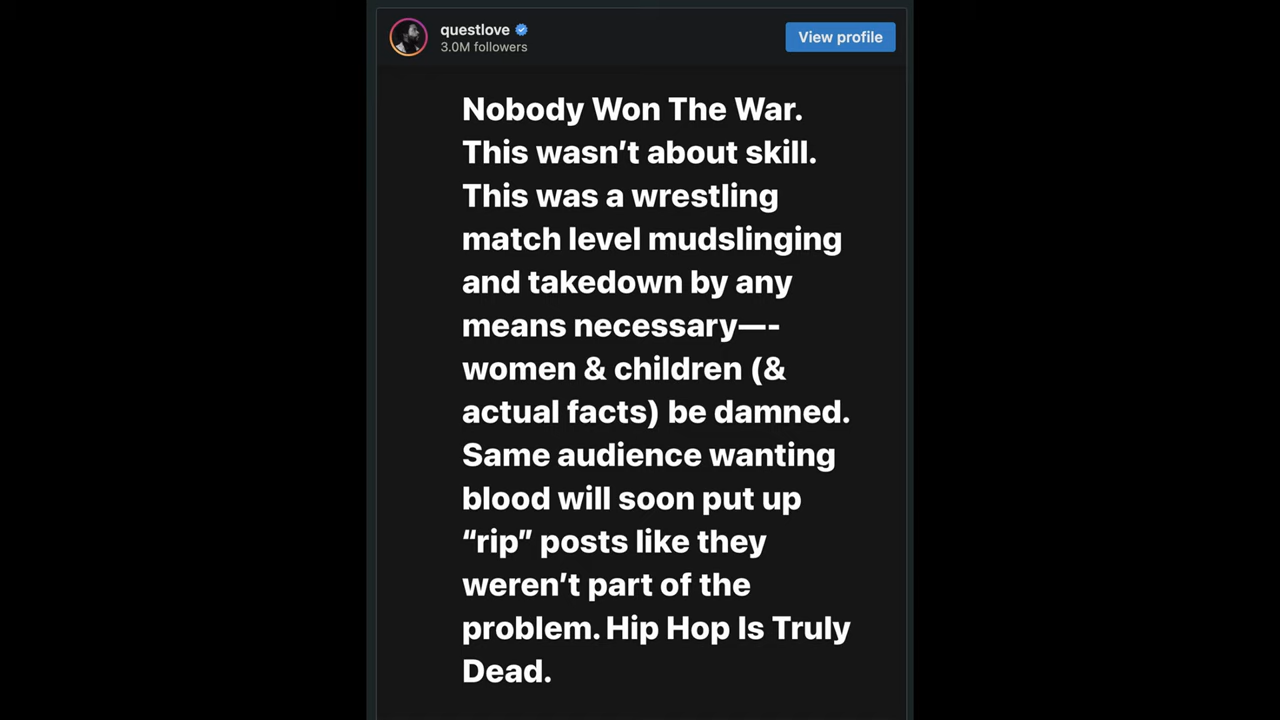 questlove
3.0M followers
View profile
Nobody Won The War.
This wasn’t about skill.
This was a wrestling
match level mudslinging
and takedown by any
means necessary—-
women & children (&
actual facts) be damned.
Same audience wanting
blood will soon put up
“rip” posts like they
weren’t part of the
problem. Hip Hop Is Truly
Dead.